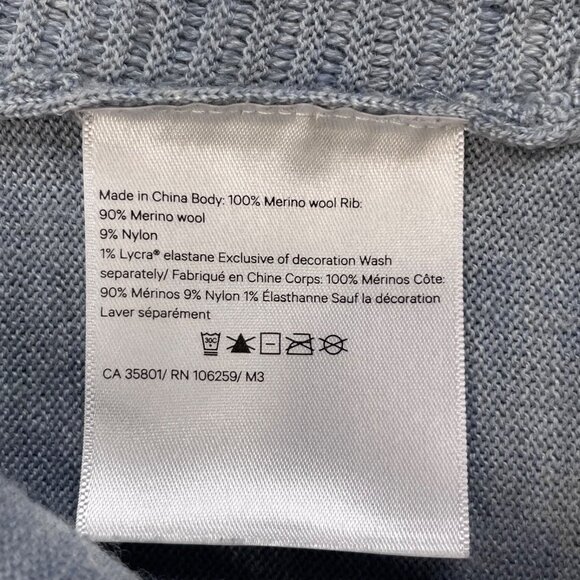 Made in China Body: 100% Merino wool Rib:
90% Merino wool
9% Nylon
1% Lycra® elastane Exclusive of decoration Wash
separately/ Fabriqué en Chine Corps: 100% Mérinos Côte:
90% Mérinos 9% Nylon 1% Élasthanne Sauf la décoration
Laver séparément
30C
CA 35801/ RN 106259/ M3